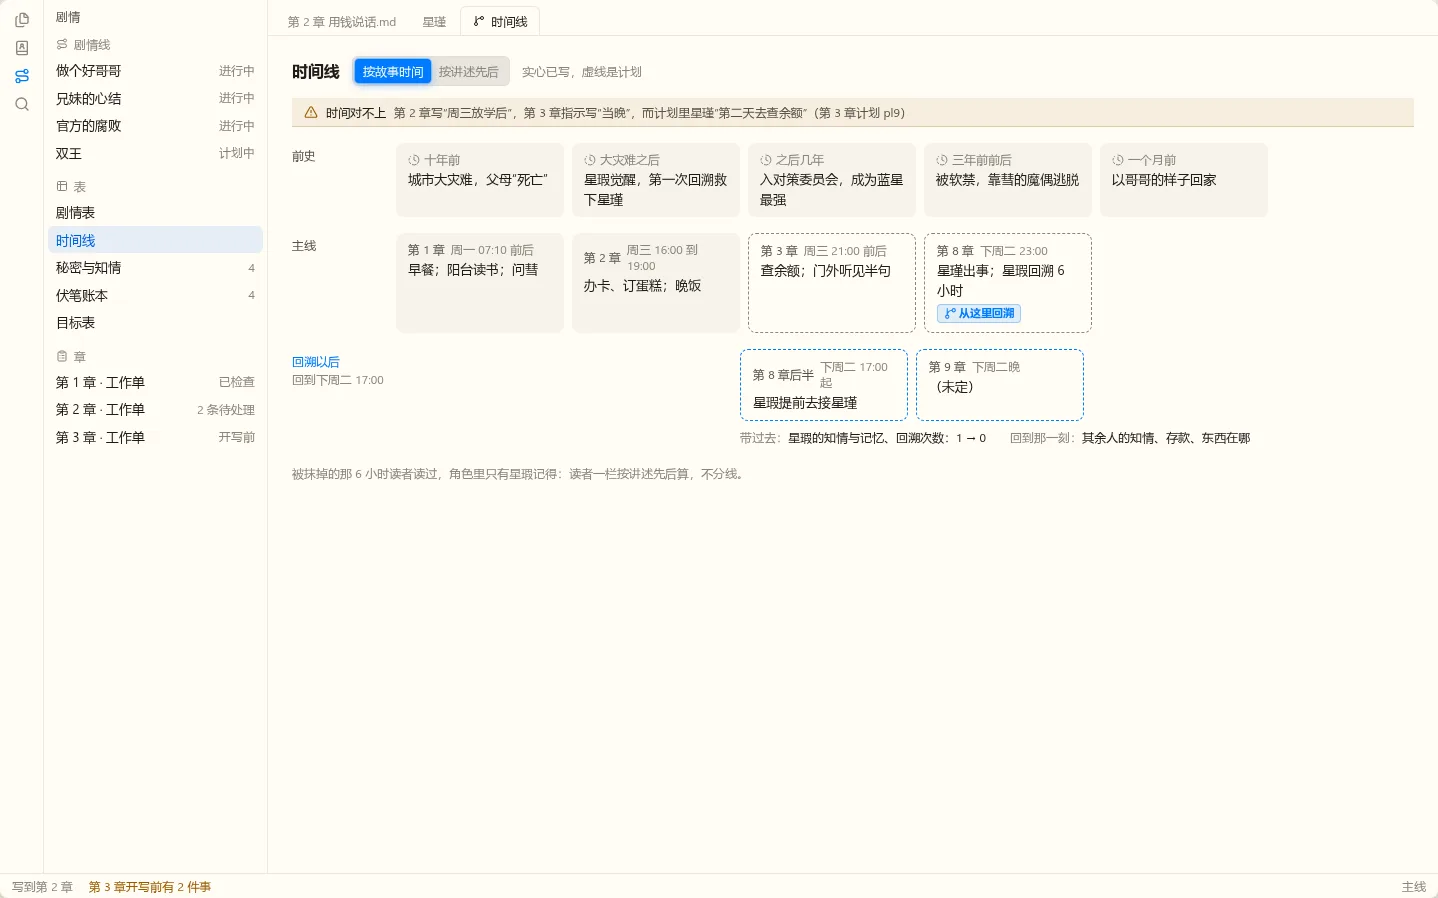 剧情
剧情线
做个好哥哥 进行中
兄妹的心结 进行中
官方的腐败 进行中
双王 计划中
表
剧情表
时间线
秘密与知情 4
伏笔账本 4
目标表
章
第 1 章 · 工作单 已检查
第 2 章 · 工作单 2 条待处理
第 3 章 · 工作单 开写前
第 2 章 用钱说话.md 星瑾 时间线
时间线 按故事时间 按讲述先后 实心已写，虚线是计划
时间对不上 第 2 章写“周三放学后”，第 3 章指示写“当晚”，而计划里星瑾“第二天去查余额”（第 3 章计划 pl9）
前史
十年前
城市大灾难，父母“死亡”
大灾难之后
星瑕觉醒，第一次回溯救
下星瑾
之后几年
入对策委员会，成为蓝星
最强
三年前前后
被软禁，靠彗的魔偶逃脱
一个月前
以哥哥的样子回家
主线
第 1 章 周一 07:10 前后
早餐；阳台读书；问彗
第 2 章 周三 16:00 到
19:00
办卡、订蛋糕；晚饭
第 3 章 周三 21:00 前后
查余额；门外听见半句
第 8 章 下周二 23:00
星瑾出事；星瑕回溯 6
小时
从这里回溯
回溯以后
回到下周二 17:00
第 8 章后半 下周二 17:00
起
星瑕提前去接星瑾
第 9 章 下周二晚
（未定）
带过去：星瑕的知情与记忆、回溯次数：1 → 0 回到那一刻：其余人的知情、存款、东西在哪
被抹掉的那 6 小时读者读过，角色里只有星瑕记得：读者一栏按讲述先后算，不分线。
写到第 2 章 第 3 章开写前有 2 件事 主线